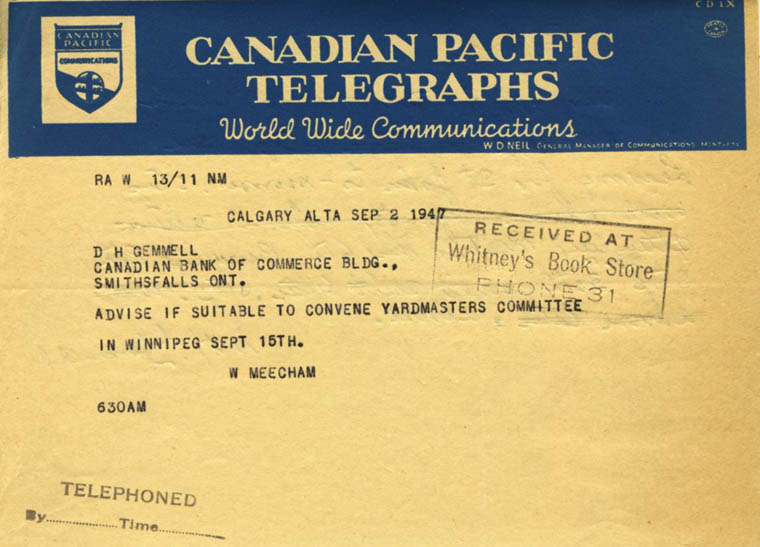 CD 1X
CANADIAN
PACIFIC
COMMUNICATIONS
CANADIAN PACIFIC
TELEGRAPHS
World Wide Communications
W D NEIL GENERAL MANAGER OF COMMUNICATIONS MONTREAL
RA W 13/11 NM
CALGARY ALTA SEP 2 1947
RECEIVED AT
Whitney's Book Store
PHONE 31
D H GEMMELL
CANADIAN BANK OF COMMERCE BLDG.,
SMITHSFALLS ONT.
ADVISE IF SUITABLE TO CONVENE YARDMASTERS COMMITTEE
IN WINNIPEG SEPT 15TH.
W MEECHAM
630AM
TELEPHONED
By.................Time.............